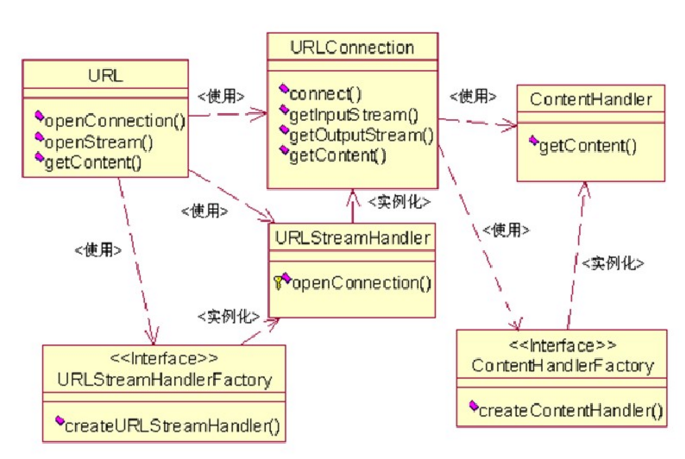 URL
openConnection()
openStream()
getContent()
<使用>
URLConnection
connect()
getInputStream()
getOutputStream()
getContent()
<使用>
ContentHandler
getContent()
<使用>
<实例化>
URLStreamHandler
openConnection()
<使用>
<使用>
<实例化>
<实例化>
<<Interface>>
URLStreamHandlerFactory
createURLStreamHandler()
<<Interface>>
ContentHandlerFactory
createContentHandler()